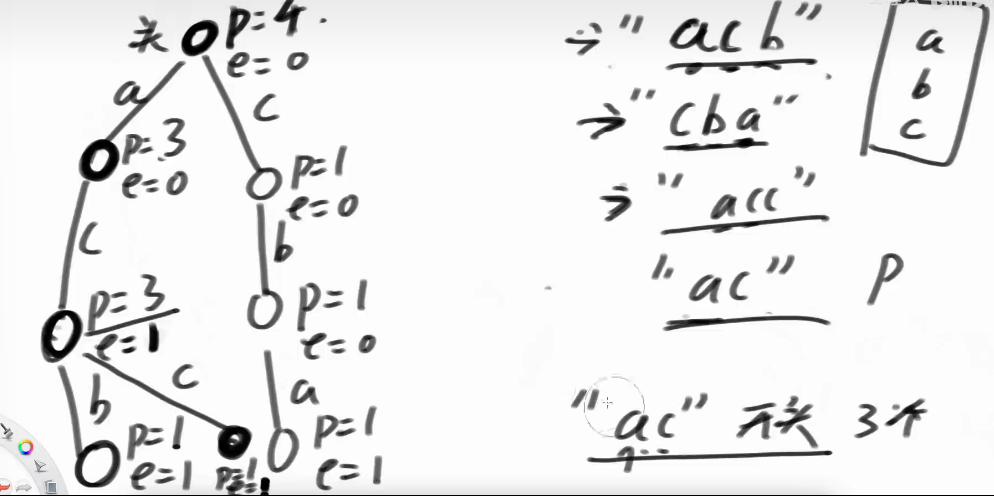 头 p=4
e=0
a
c
p=3
e=0
p=1
e=0
c
b
p=3
e=1
p=1
e=0
b
c
a
p=1
e=1
p=1
e=1
p=1
e=1
→ "acb"
→ "cba"
→ "acc"
"ac" P
"ac" 开头 3个
a
b
c